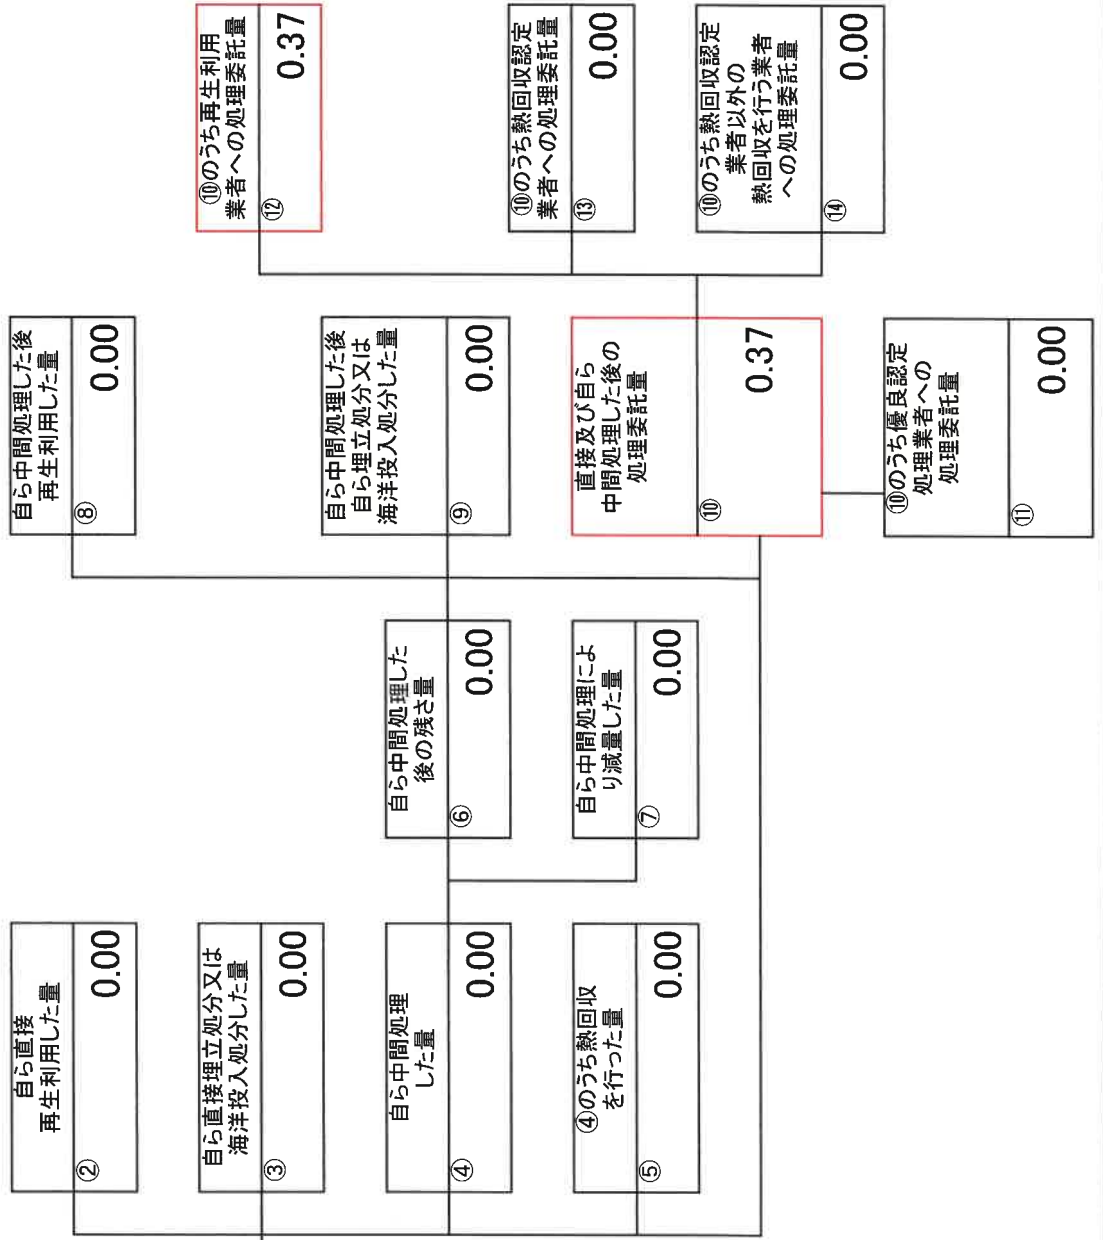 自ら直接
再生利用した量
②
0.00
自ら直接埋立処分又は
海洋投入処分した量
③
0.00
自ら中間処理
した量
④
0.00
④のうち熱回収
を行った量
⑤
0.00
自ら中間処理した
後の残さ量
⑥
0.00
自ら中間処理によ
り減量した量
⑦
0.00
自ら中間処理した後
再生利用した量
⑧
0.00
自ら中間処理した後
自ら埋立処分又は
海洋投入処分した量
⑨
0.00
直接及び自ら
中間処理した後の
処理委託量
⑩
0.37
⑩のうち優良認定
処理業者への
処理委託量
⑪
0.00
⑩のうち再生利用
業者への処理委託量
⑫
0.37
⑩のうち熱回収認定
業者への処理委託量
⑬
0.00
⑩のうち熱回収認定
業者以外の
熱回収を行う業者
への処理委託量
⑭
0.00